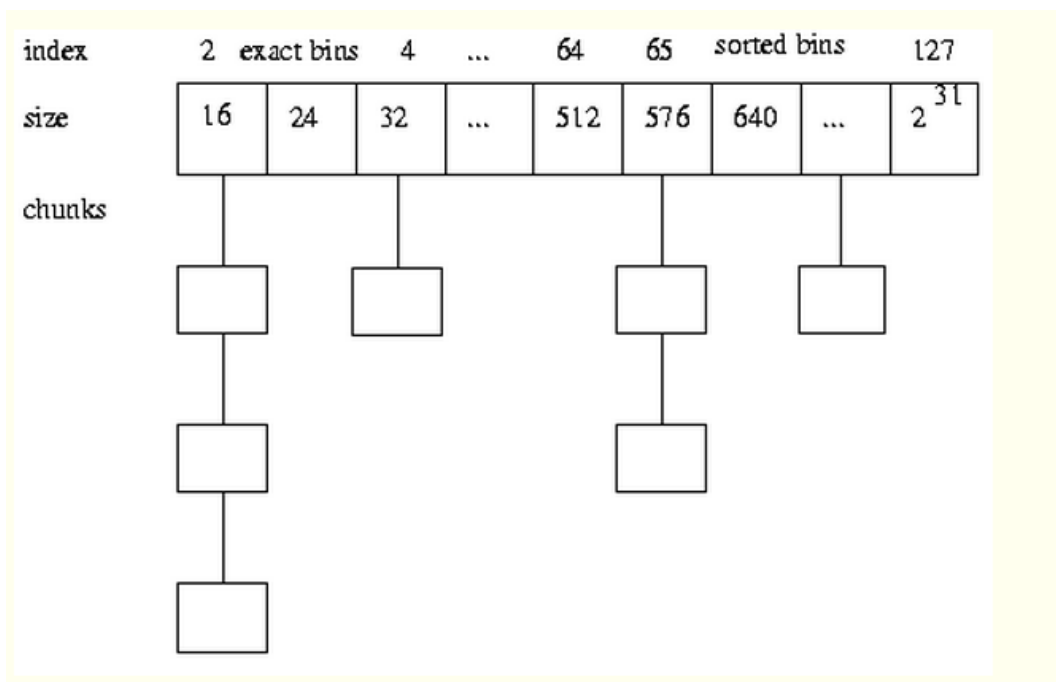 index 2 exact bins 4 ... 64 65 sorted bins 127
size 16 24 32 ... 512 576 640 ... 2^31
chunks